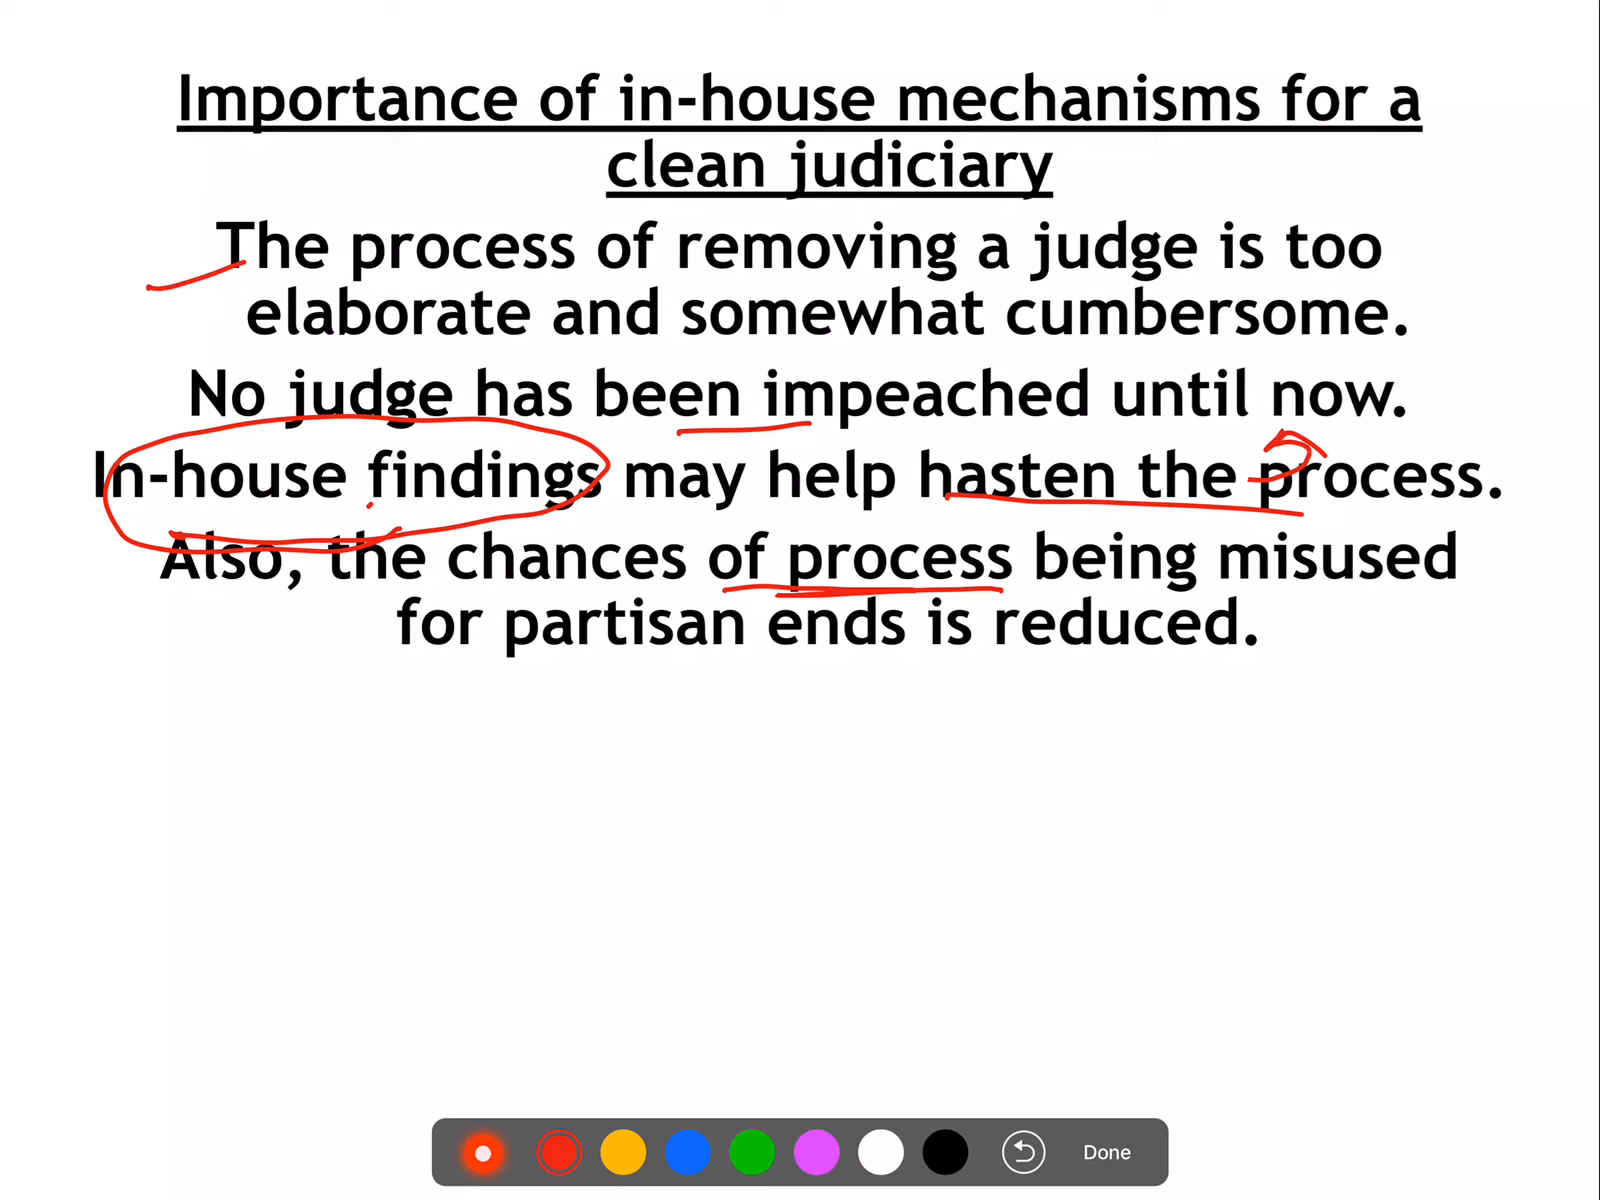 Importance of in-house mechanisms for a
clean judiciary
The process of removing a judge is too
elaborate and somewhat cumbersome.
No judge has been impeached until now.
In-house findings may help hasten the process.
Also, the chances of process being misused
for partisan ends is reduced.
Done